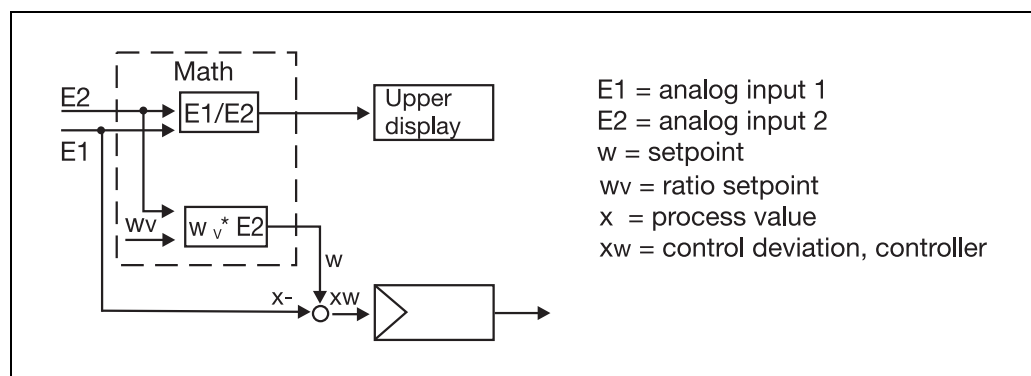 Math
E2
E1/E2
Upper
display
E1
wv
w v* E2
w
x-
xw
E1 = analog input 1
E2 = analog input 2
w = setpoint
wv = ratio setpoint
x = process value
xw = control deviation, controller